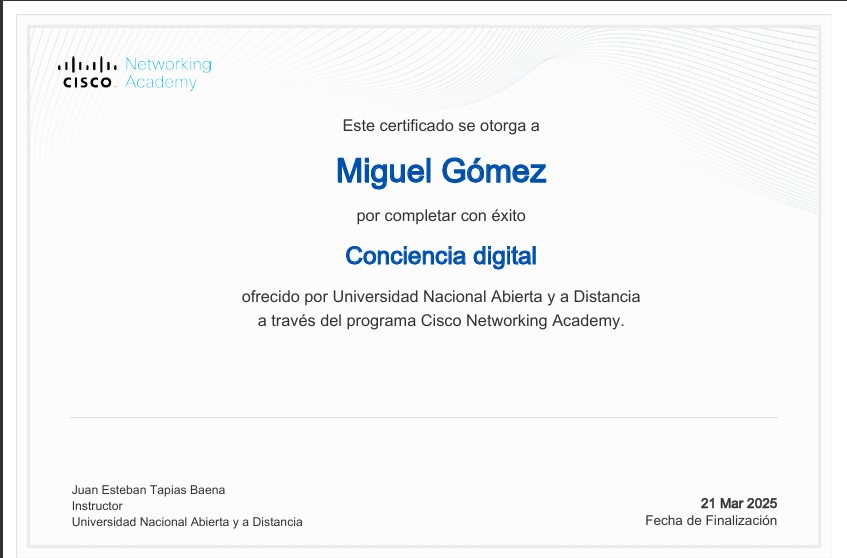 Networking
CISCO Academy
Este certificado se otorga a
Miguel Gómez
por completar con éxito
Conciencia digital
ofrecido por Universidad Nacional Abierta y a Distancia
a través del programa Cisco Networking Academy.
Juan Esteban Tapias Baena
Instructor
Universidad Nacional Abierta y a Distancia
21 Mar 2025
Fecha de Finalización